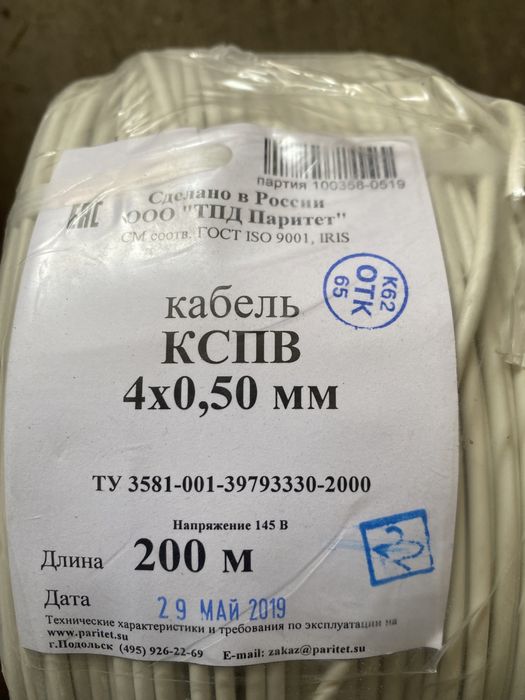 партия 100358-0519
Сделано в России
ЕАС
ООО "ТПД Паритет"
СМ соотв. ГОСТ ISO 9001, IRIS
К62
ОТК
65
кабель
КСПВ
4х0,50 мм
ТУ 3581-001-39793330-2000
Напряжение 145 В
Длина 200 м
Дата 29 МАЙ 2019
Технические характеристики и требования по эксплуатации на
www.paritet.su
г.Подольск (495) 926-22-69 E-mail: zakaz@paritet.su